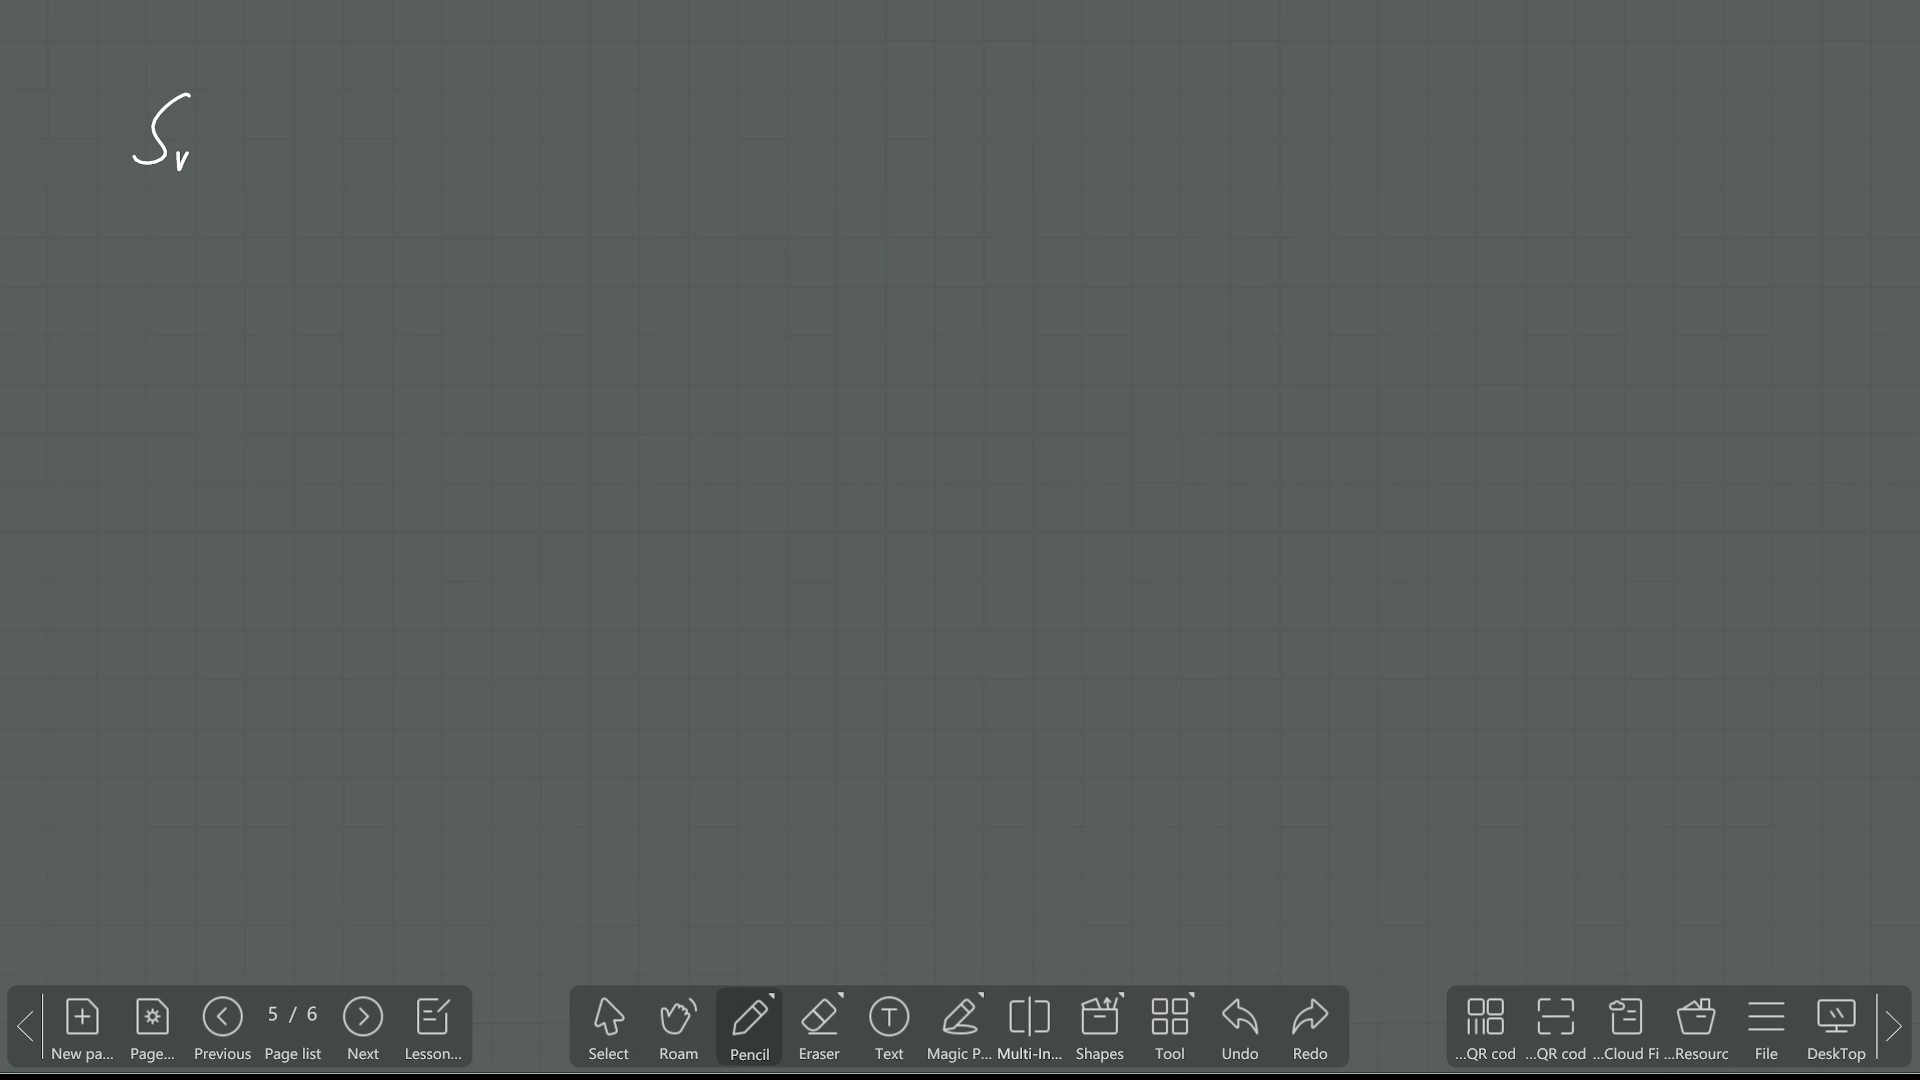 Sv
5 / 6
New pa... Page... Previous Page list Next Lesson... Select Roam Pencil Eraser Text Magic P... Multi-In... Shapes Tool Undo Redo ...QR cod ...QR cod ...Cloud Fi ...Resourc File DeskTop